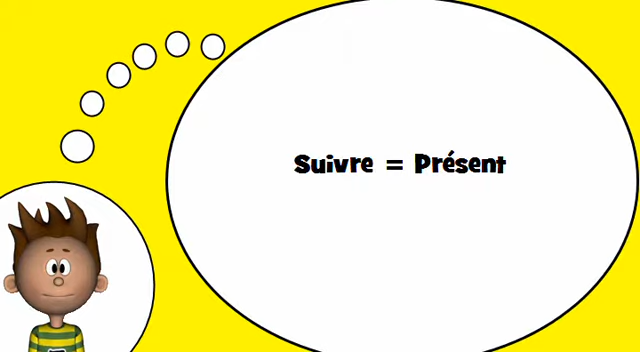 Suivre = Présent